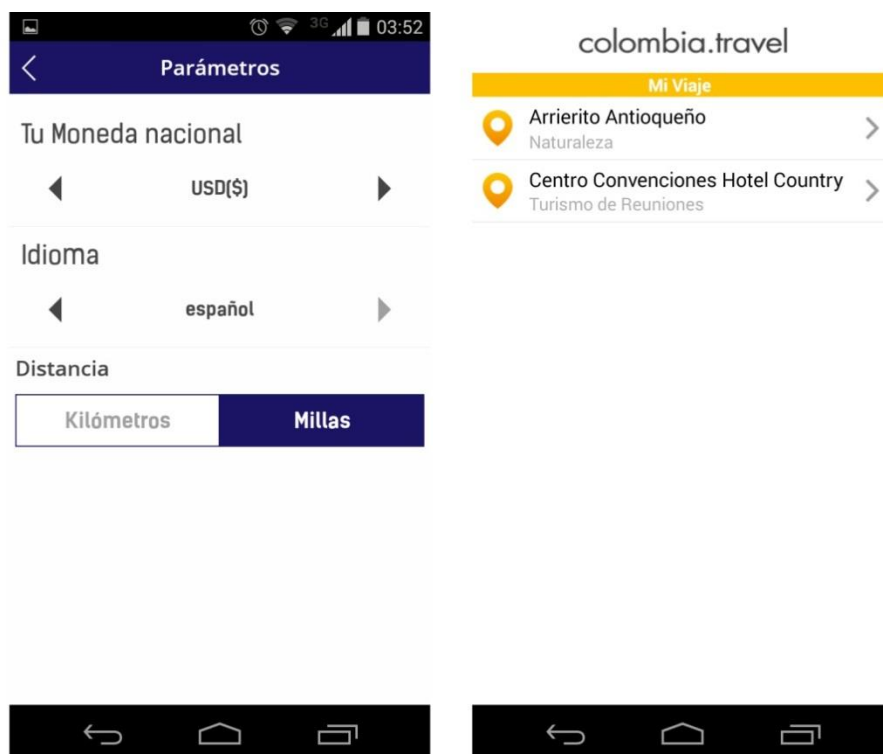 3G 03:52
Parámetros
Tu Moneda nacional
USD($)
Idioma
español
Distancia
Kilómetros Millas
colombia.travel
Mi Viaje
Arrierito Antioqueño
Naturaleza
Centro Convenciones Hotel Country
Turismo de Reuniones